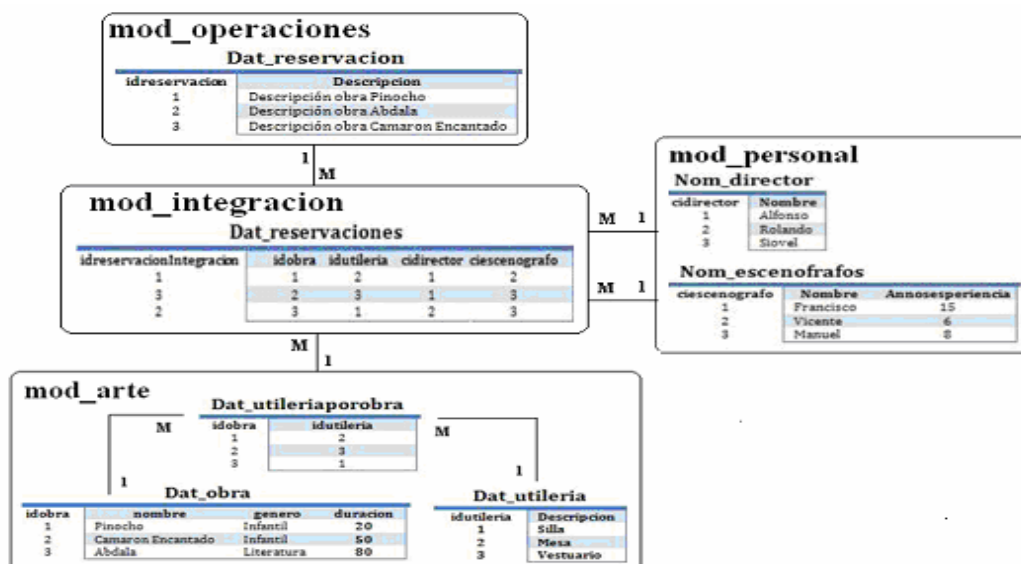 mod_operaciones
Dat_reservacion
idreservacion Descripcion
1 Descripción obra Pinocho
2 Descripción obra Abdala
3 Descripción obra Camaron Encantado
1
M
mod_integracion
Dat_reservaciones
idreservacionIntegracion idobra idutileria cidirector ciescenografo
1 1 2 1 2
3 2 3 1 3
2 3 1 2 3
M 1
M 1
mod_personal
Nom_director
cidirector Nombre
1 Alfonso
2 Rolando
3 Siovel
Nom_escenofrafos
ciescenografo Nombre Annosesperiencia
1 Francisco 15
2 Vicente 6
3 Manuel 8
M
1
mod_arte
Dat_utileriaporobra
idobra idutileria
1 2
2 3
3 1
M
1
M
1
Dat_obra
idobra nombre genero duracion
1 Pinocho Infantil 20
2 Camaron Encantado Infantil 50
3 Abdala Literatura 80
Dat_utileria
idutileria Descripcion
1 Silla
2 Mesa
3 Vestuario